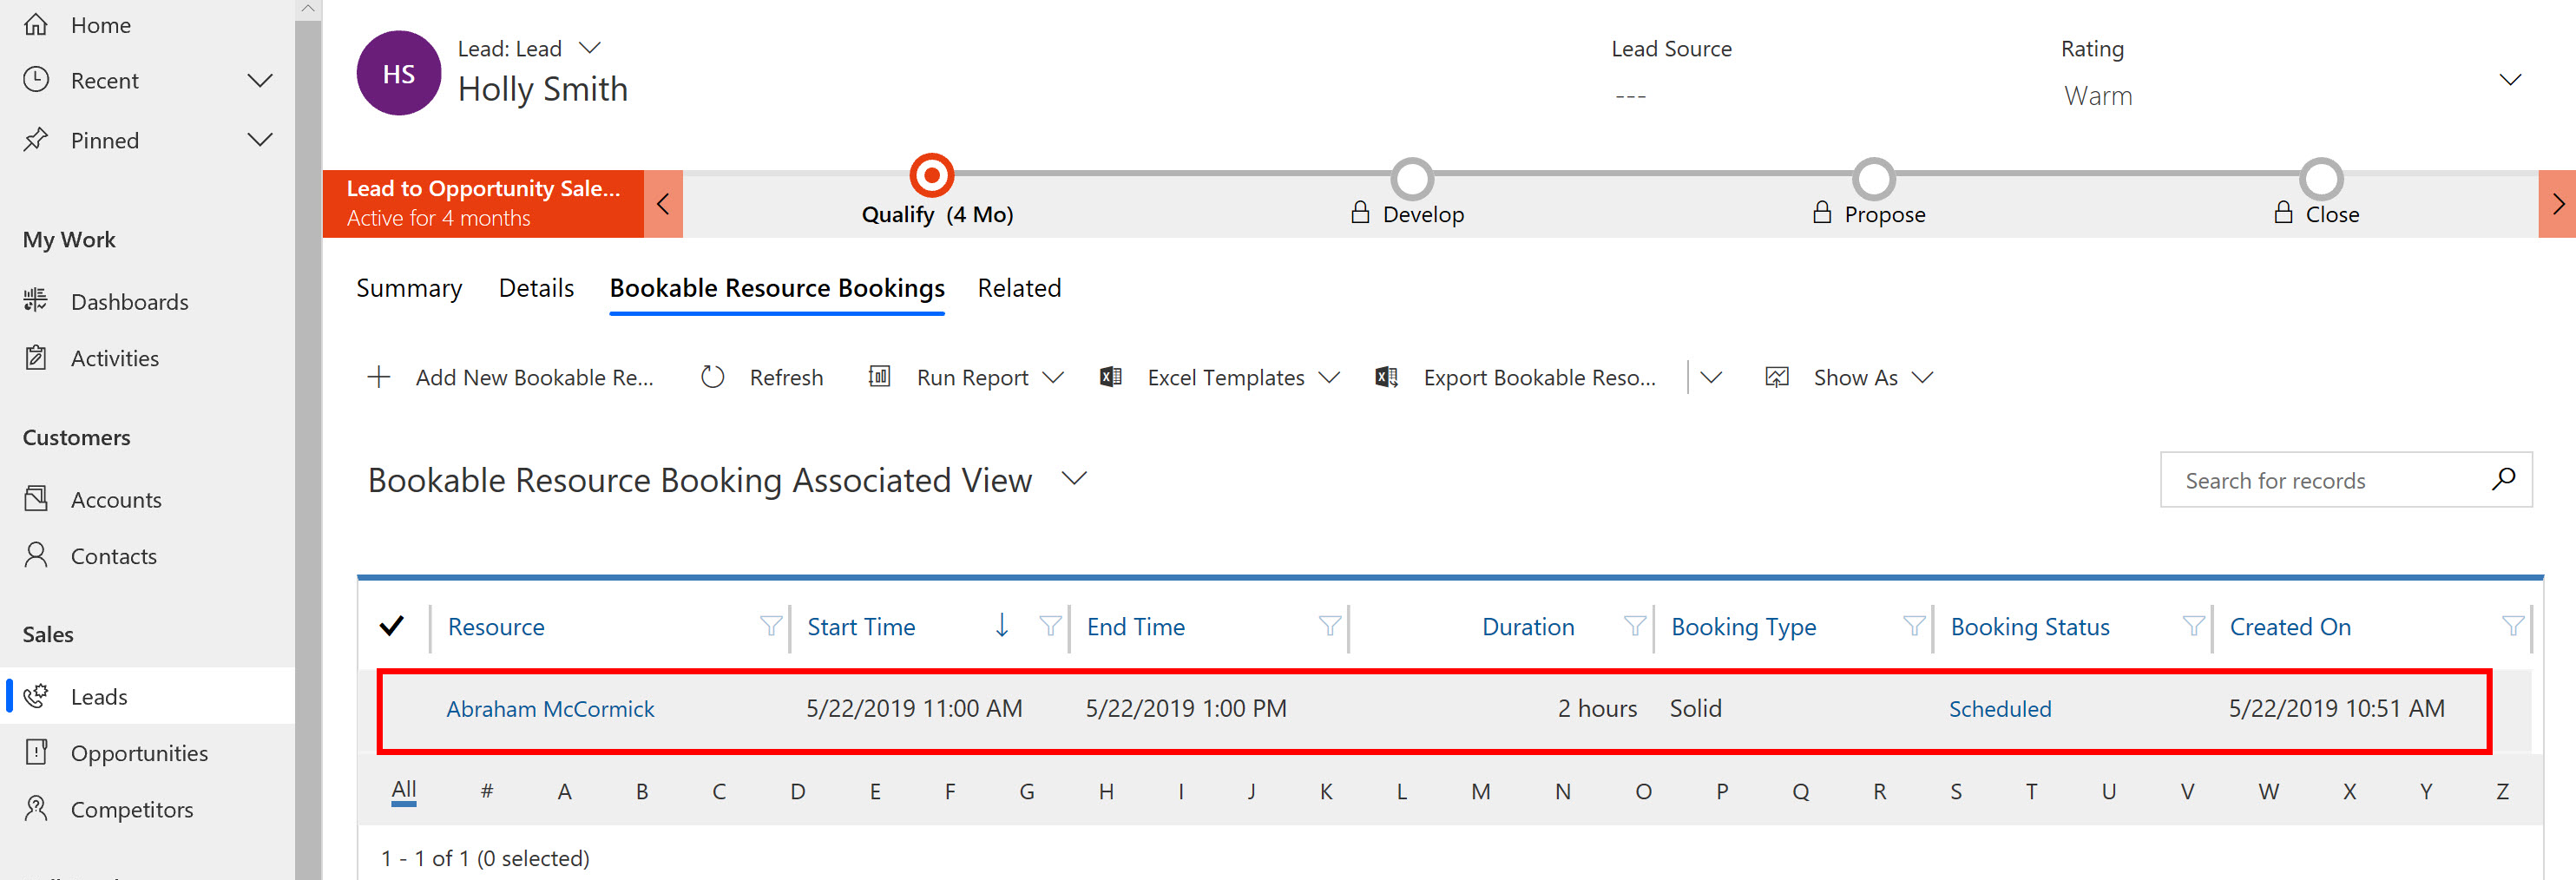 Home
Recent
Pinned
My Work
Dashboards
Activities
Customers
Accounts
Contacts
Sales
Leads
Opportunities
Competitors
HS
Lead: Lead
Holly Smith
Lead Source
---
Rating
Warm
Lead to Opportunity Sale...
Active for 4 months
Qualify (4 Mo)
Develop
Propose
Close
Summary Details Bookable Resource Bookings Related
Add New Bookable Re... Refresh Run Report Excel Templates Export Bookable Reso... Show As
Bookable Resource Booking Associated View
Search for records
Resource Start Time End Time Duration Booking Type Booking Status Created On
Abraham McCormick 5/22/2019 11:00 AM 5/22/2019 1:00 PM 2 hours Solid Scheduled 5/22/2019 10:51 AM
All # A B C D E F G H I J K L M N O P Q R S T U V W X Y Z
1 - 1 of 1 (0 selected)